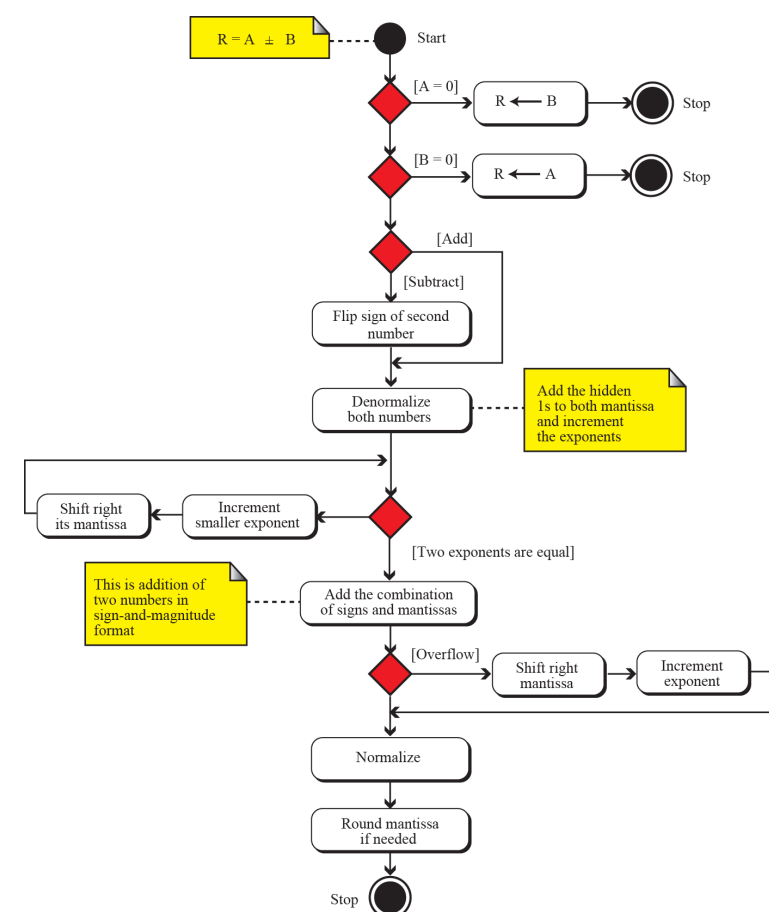 R = A ± B
Start
[A = 0]
R ← B
Stop
[B = 0]
R ← A
Stop
[Add]
[Subtract]
Flip sign of second
number
Denormalize
both numbers
Add the hidden
1s to both mantissa
and increment
the exponents
Shift right
its mantissa
Increment
smaller exponent
[Two exponents are equal]
This is addition of
two numbers in
sign-and-magnitude
format
Add the combination
of signs and mantissas
[Overflow]
Shift right
mantissa
Increment
exponent
Normalize
Round mantissa
if needed
Stop